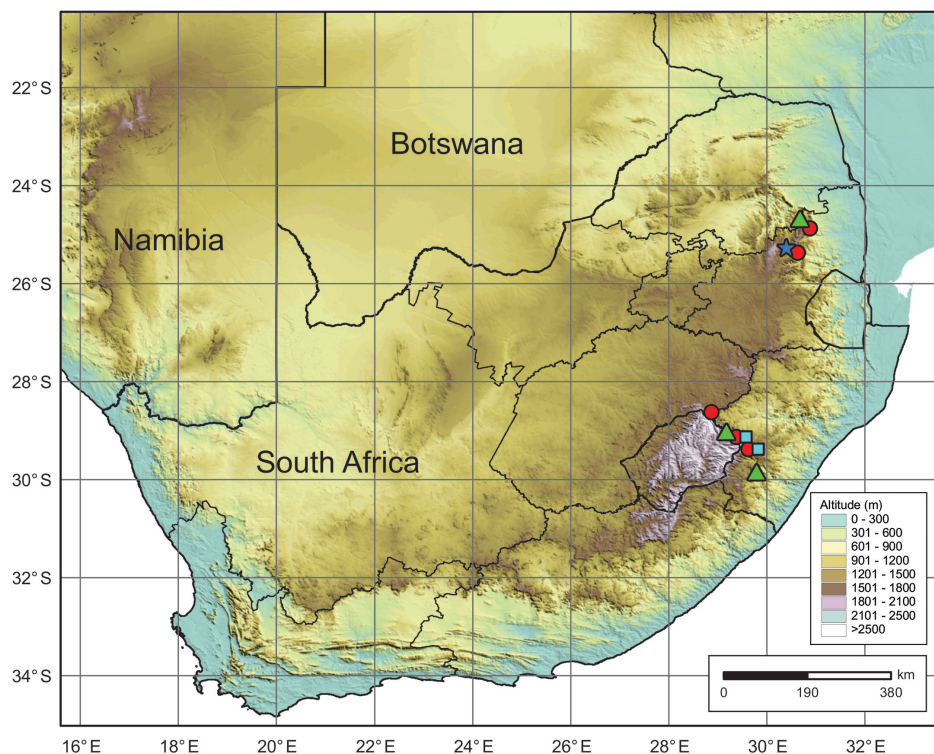 22° S
Botswana
24° S
Namibia
26° S
28° S
South Africa
30° S
Altitude (m)
0 - 300
301 - 600
601 - 900
901 - 1200
1201 - 1500
1501 - 1800
1801 - 2100
2101 - 2500
>2500
32° S
34° S
km
0 190 380
16° E 18° E 20° E 22° E 24° E 26° E 28° E 30° E 32° E